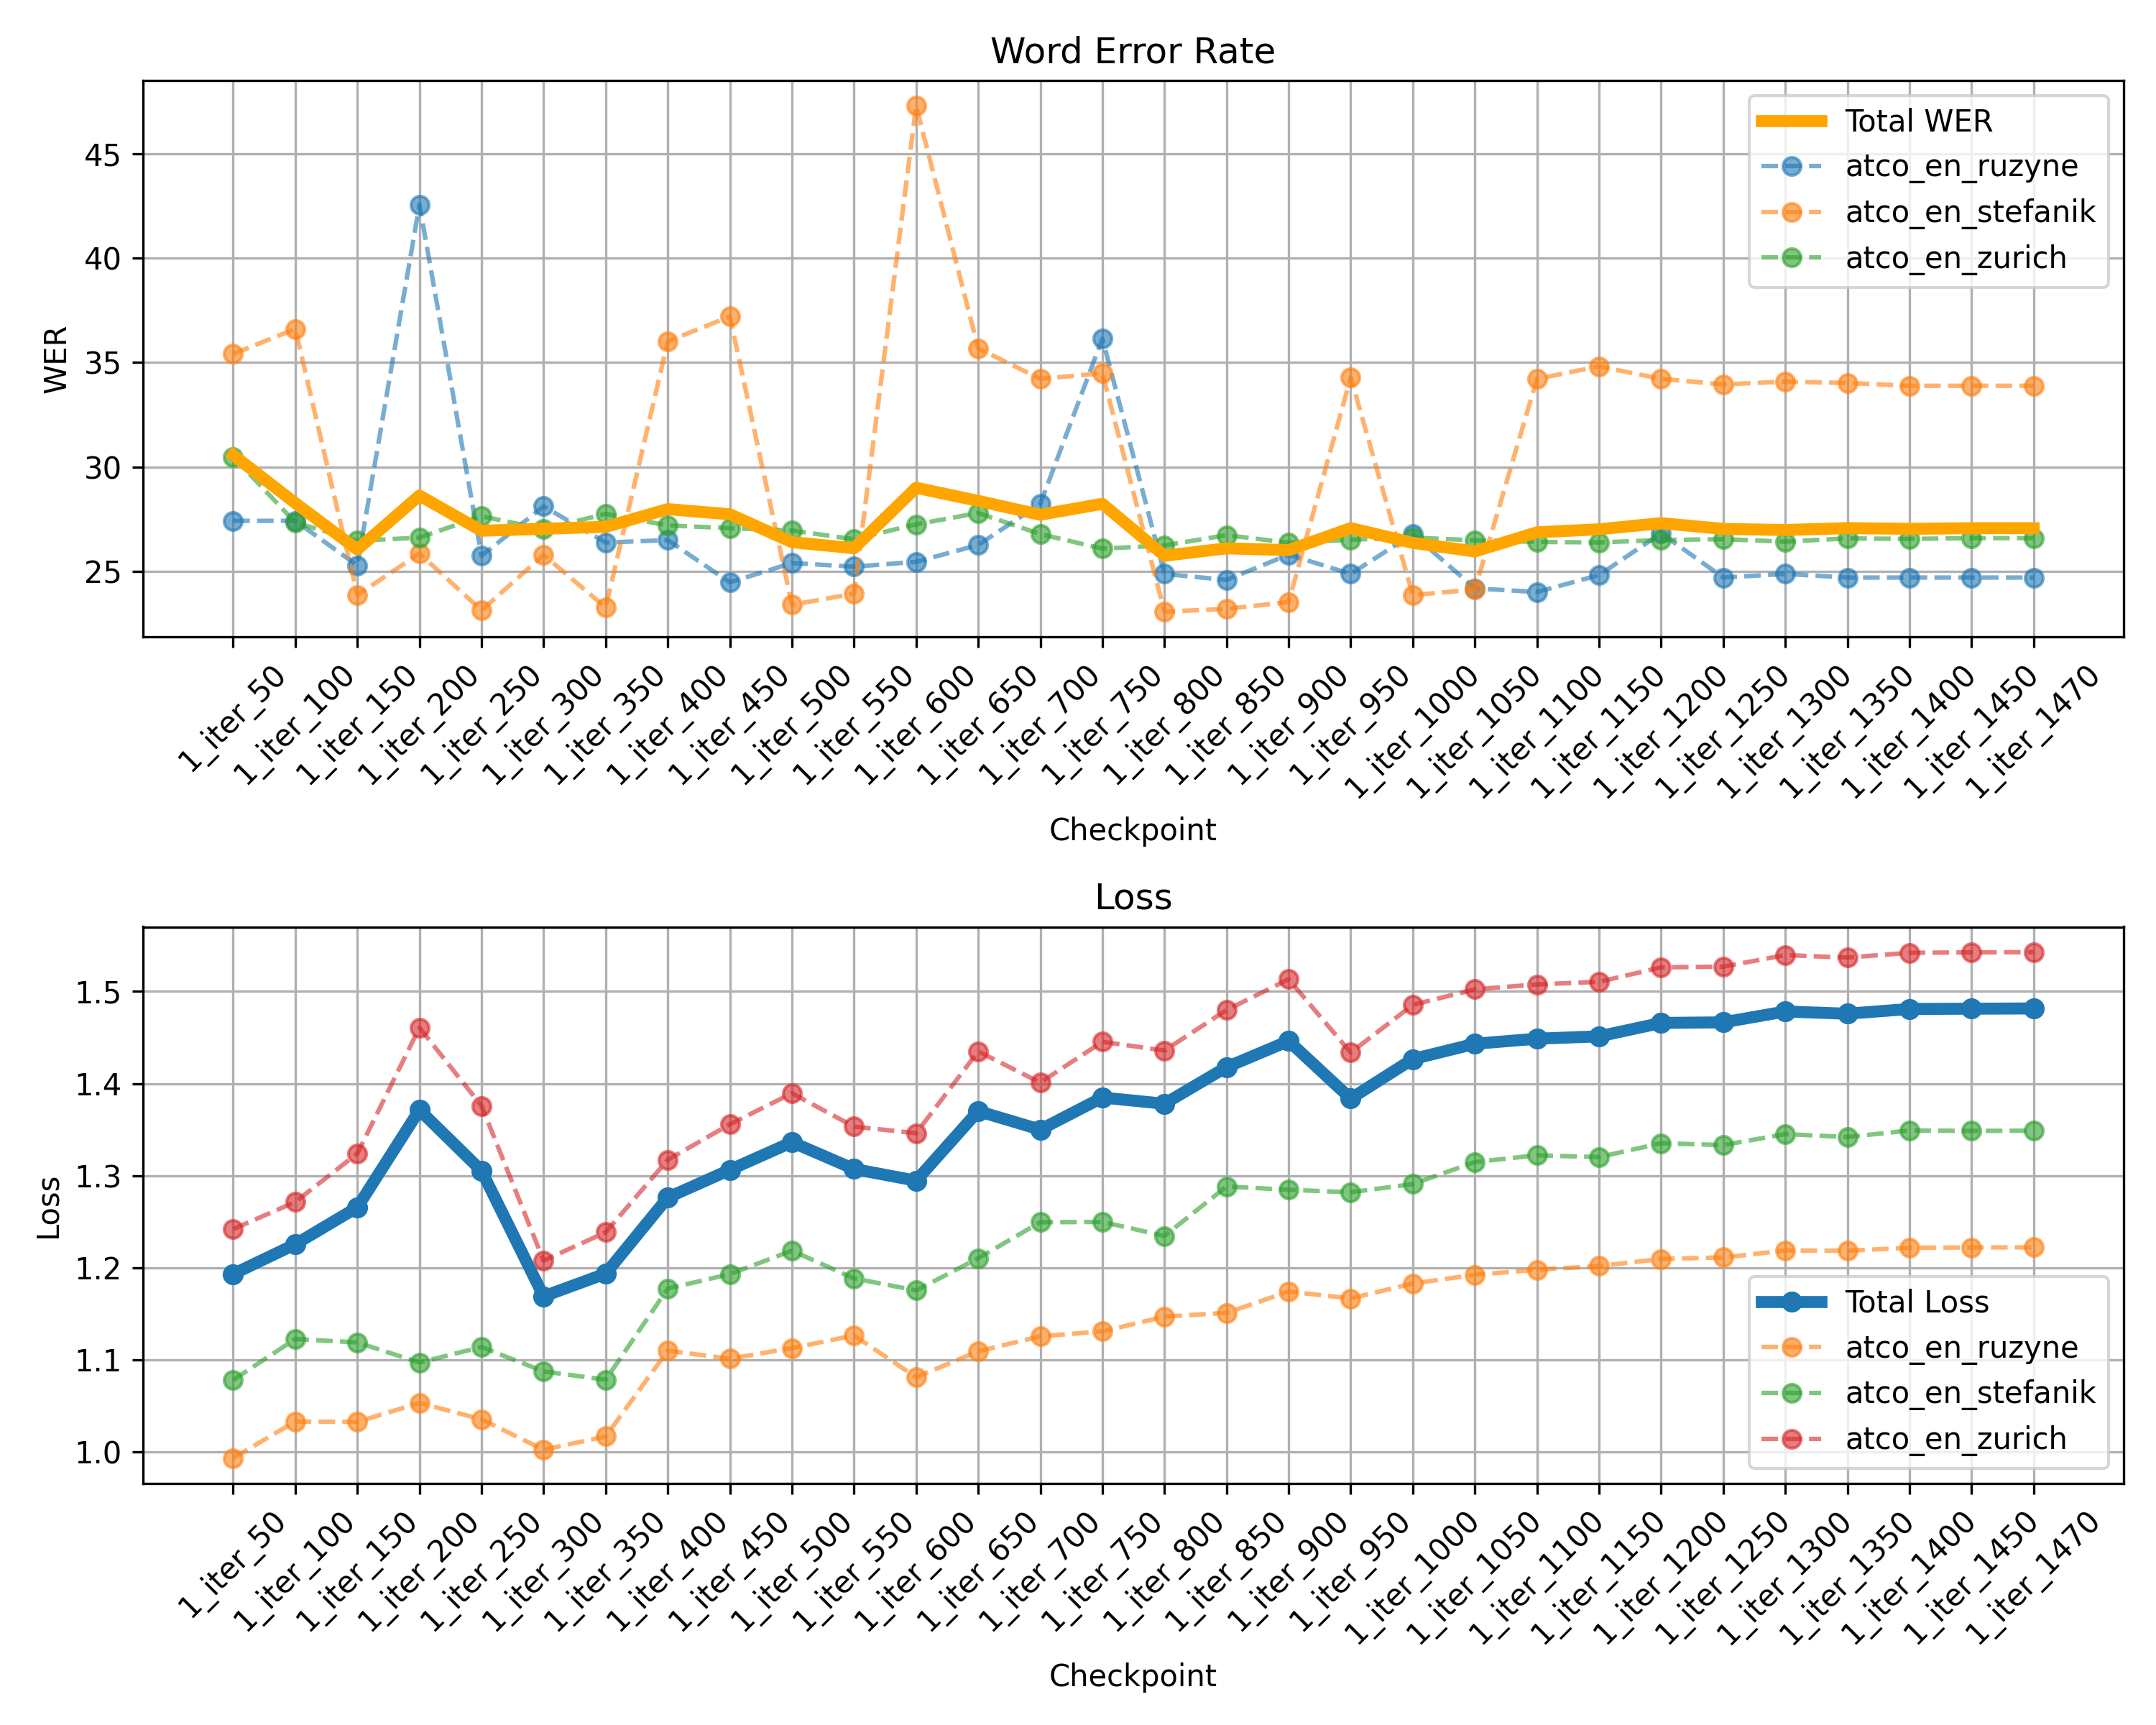 Word Error Rate
WER
45
40
35
30
25
Total WER
atco_en_ruzyne
atco_en_stefanik
atco_en_zurich
1_iter_50
1_iter_100
1_iter_150
1_iter_200
1_iter_250
1_iter_300
1_iter_350
1_iter_400
1_iter_450
1_iter_500
1_iter_550
1_iter_600
1_iter_650
1_iter_700
1_iter_750
1_iter_800
1_iter_850
1_iter_900
1_iter_950
1_iter_1000
1_iter_1050
1_iter_1100
1_iter_1150
1_iter_1200
1_iter_1250
1_iter_1300
1_iter_1350
1_iter_1400
1_iter_1450
1_iter_1470
Checkpoint
Loss
Loss
1.5
1.4
1.3
1.2
1.1
1.0
Total Loss
atco_en_ruzyne
atco_en_stefanik
atco_en_zurich
1_iter_50
1_iter_100
1_iter_150
1_iter_200
1_iter_250
1_iter_300
1_iter_350
1_iter_400
1_iter_450
1_iter_500
1_iter_550
1_iter_600
1_iter_650
1_iter_700
1_iter_750
1_iter_800
1_iter_850
1_iter_900
1_iter_950
1_iter_1000
1_iter_1050
1_iter_1100
1_iter_1150
1_iter_1200
1_iter_1250
1_iter_1300
1_iter_1350
1_iter_1400
1_iter_1450
1_iter_1470
Checkpoint